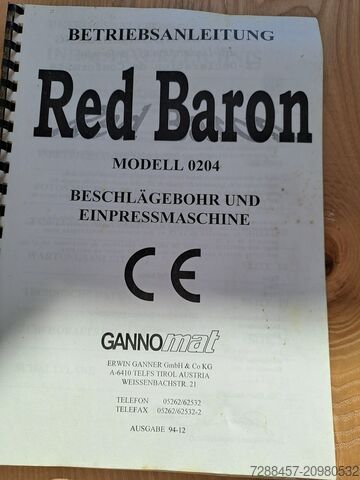 BETRIEBSANLEITUNG
Red Baron
MODELL 0204
BESCHLÄGEBOHR UND
EINPRESSMASCHINE
CE
GANNOmat
ERWIN GANNER GmbH & Co KG
A-6410 TELFS TIROL AUSTRIA
WEISSENBACHSTR. 21
TELEFON 05262/62532
TELEFAX 05262/62532-2
AUSGABE 94-12
7288457-20980532